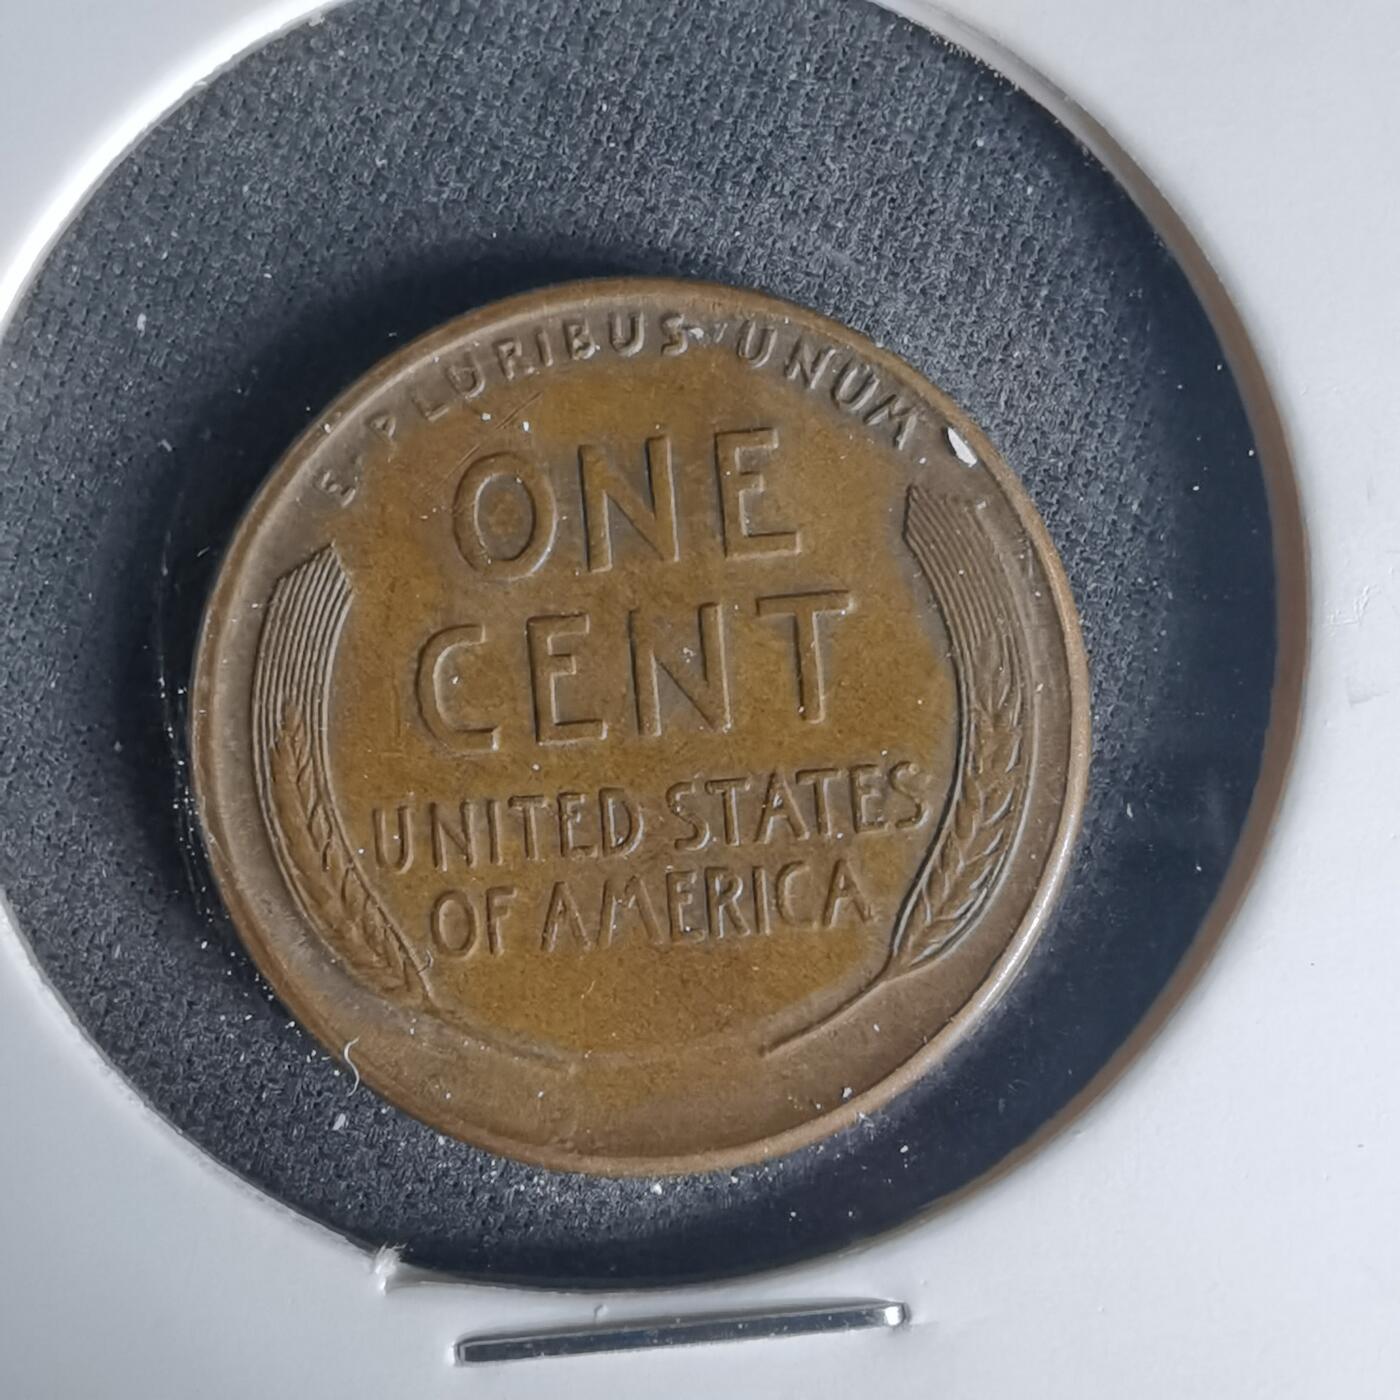 E·PLURIBUS·UNUM
ONE
CENT
UNITED STATES
OF AMERICA